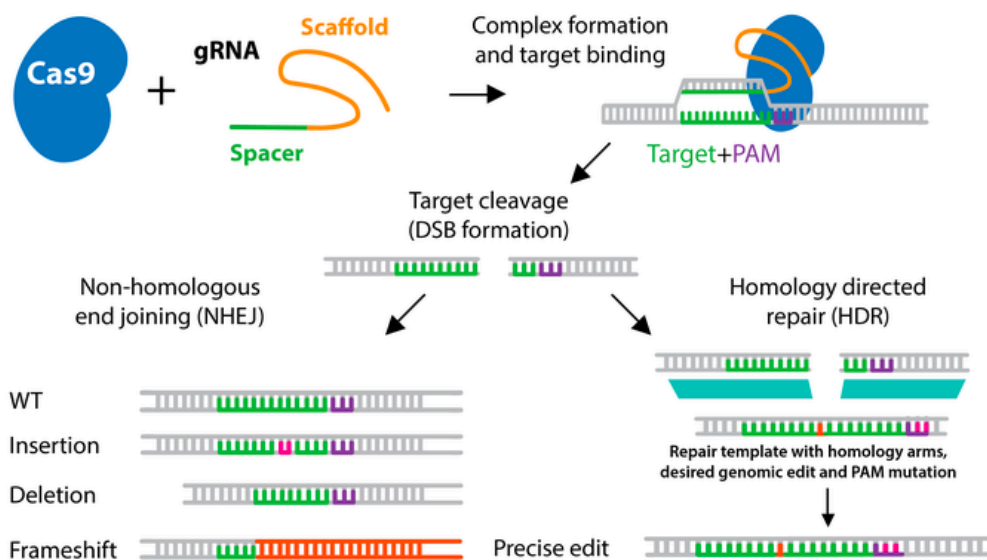 Cas9
+
gRNA
Scaffold
Spacer
Complex formation
and target binding
Target+PAM
Target cleavage
(DSB formation)
Non-homologous
end joining (NHEJ)
WT
Insertion
Deletion
Frameshift
Homology directed
repair (HDR)
Repair template with homology arms,
desired genomic edit and PAM mutation
Precise edit